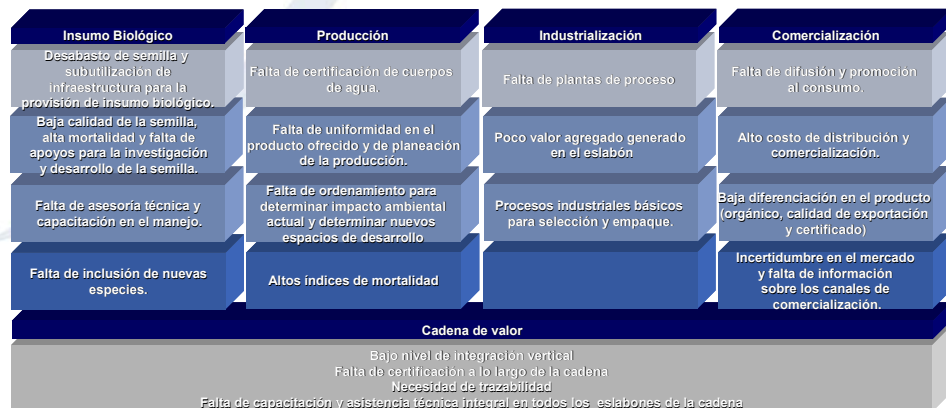 Insumo Biológico
Desabasto de semilla y
subutilización de
infraestructura para la
provisión de insumo biológico.
Baja calidad de la semilla,
alta mortalidad y falta de
apoyos para la investigación
y desarrollo de la semilla.
Falta de asesoría técnica y
capacitación en el manejo.
Falta de inclusión de nuevas
especies.
Producción
Falta de certificación de cuerpos
de agua.
Falta de uniformidad en el
producto ofrecido y de planeación
de la producción.
Falta de ordenamiento para
determinar impacto ambiental
actual y determinar nuevos
espacios de desarrollo
Altos índices de mortalidad
Industrialización
Falta de plantas de proceso
Poco valor agregado generado
en el eslabón
Procesos industriales básicos
para selección y empaque.
Comercialización
Falta de difusión y promoción
al consumo.
Alto costo de distribución y
comercialización.
Baja diferenciación en el producto
(orgánico, calidad de exportación
y certificado)
Incertidumbre en el mercado
y falta de información
sobre los canales de
comercialización.
Cadena de valor
Bajo nivel de integración vertical
Falta de certificación a lo largo de la cadena
Necesidad de trazabilidad
Falta de capacitación y asistencia técnica integral en todos los eslabones de la cadena